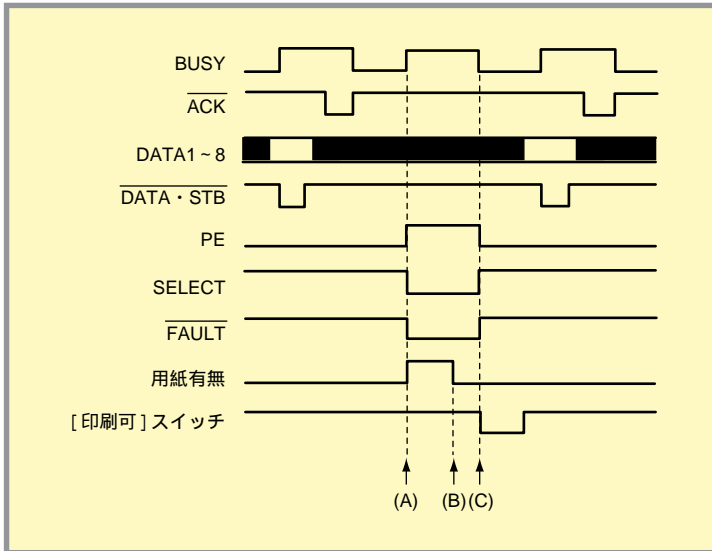 BUSY
ACK
DATA1~8
DATA・STB
PE
SELECT
FAULT
用紙有無
[印刷可]スイッチ
(A) (B) (C)